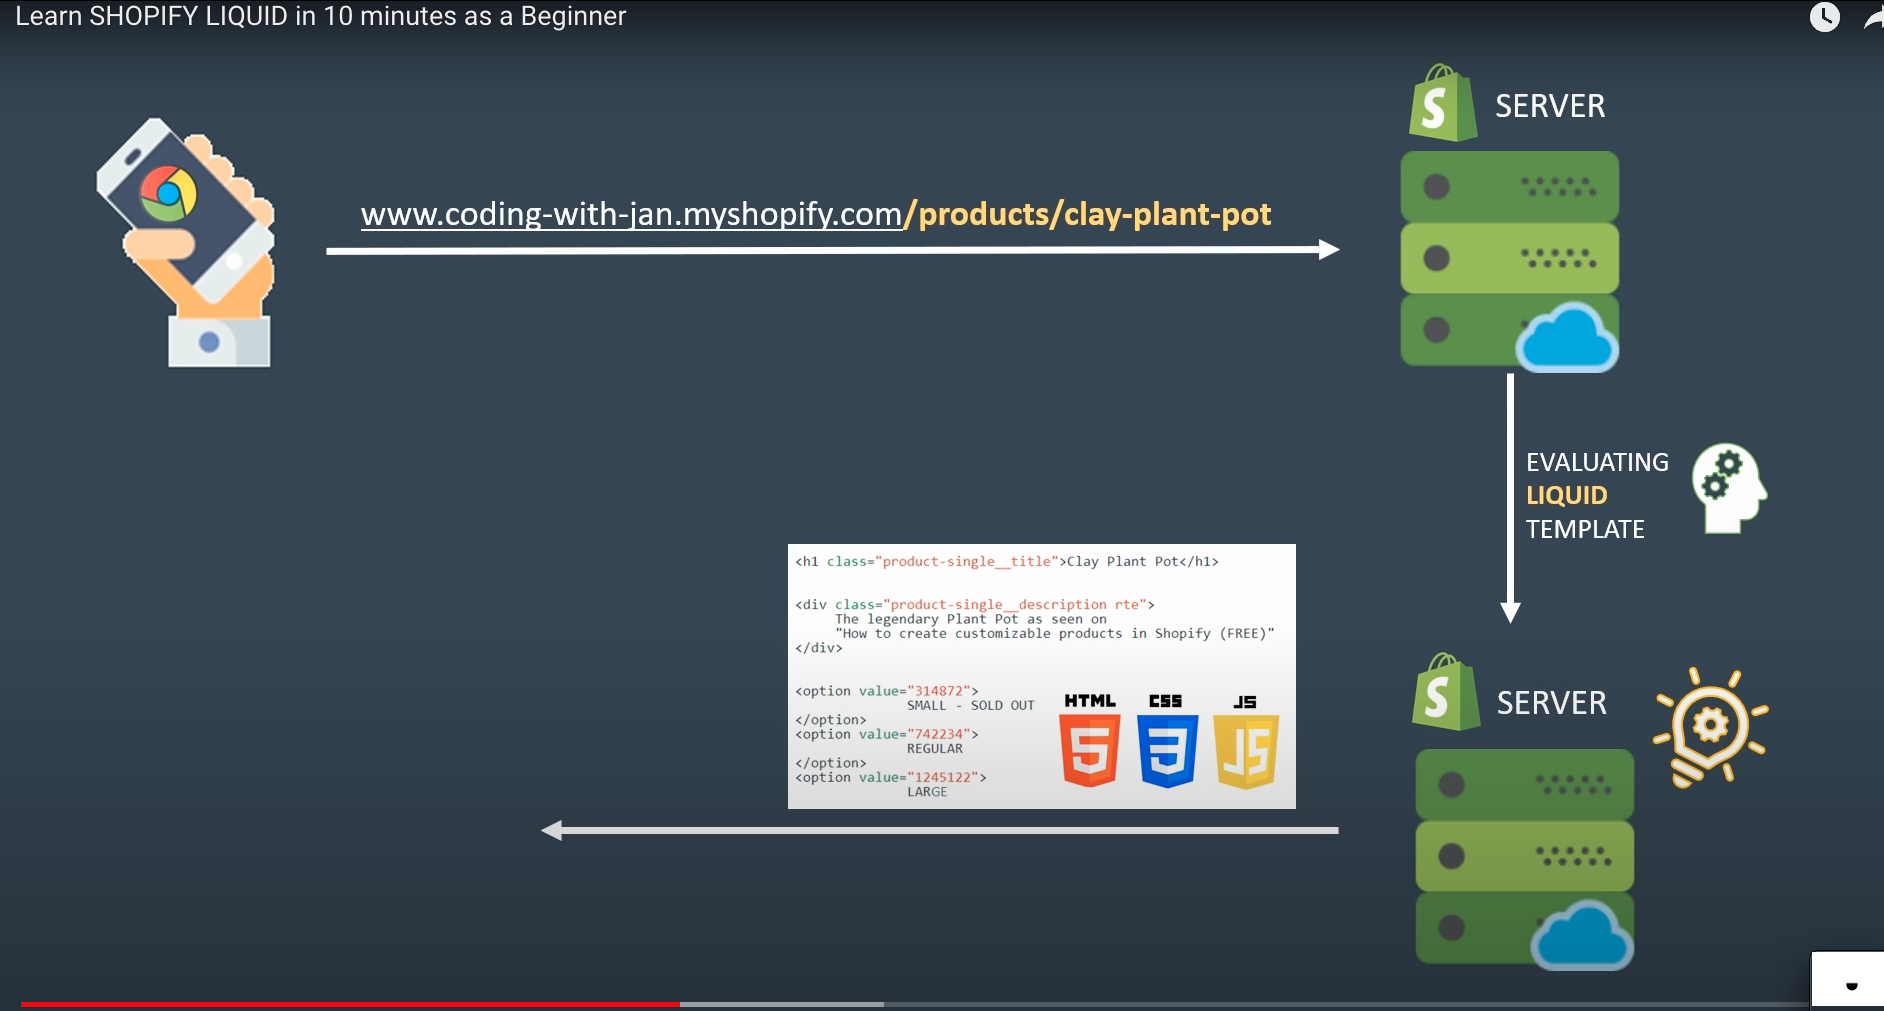 Learn SHOPIFY LIQUID in 10 minutes as a Beginner
S SERVER
www.coding-with-jan.myshopify.com/products/clay-plant-pot
EVALUATING
LIQUID
TEMPLATE
<h1 class="product-single__title">Clay Plant Pot</h1>
<div class="product-single__description rte">
The legendary Plant Pot as seen on
"How to create customizable products in Shopify (FREE)"
</div>
<option value="314872">
SMALL - SOLD OUT
</option>
<option value="742234">
REGULAR
</option>
<option value="1245122">
LARGE
HTML CSS JS
5 3 JS
S SERVER